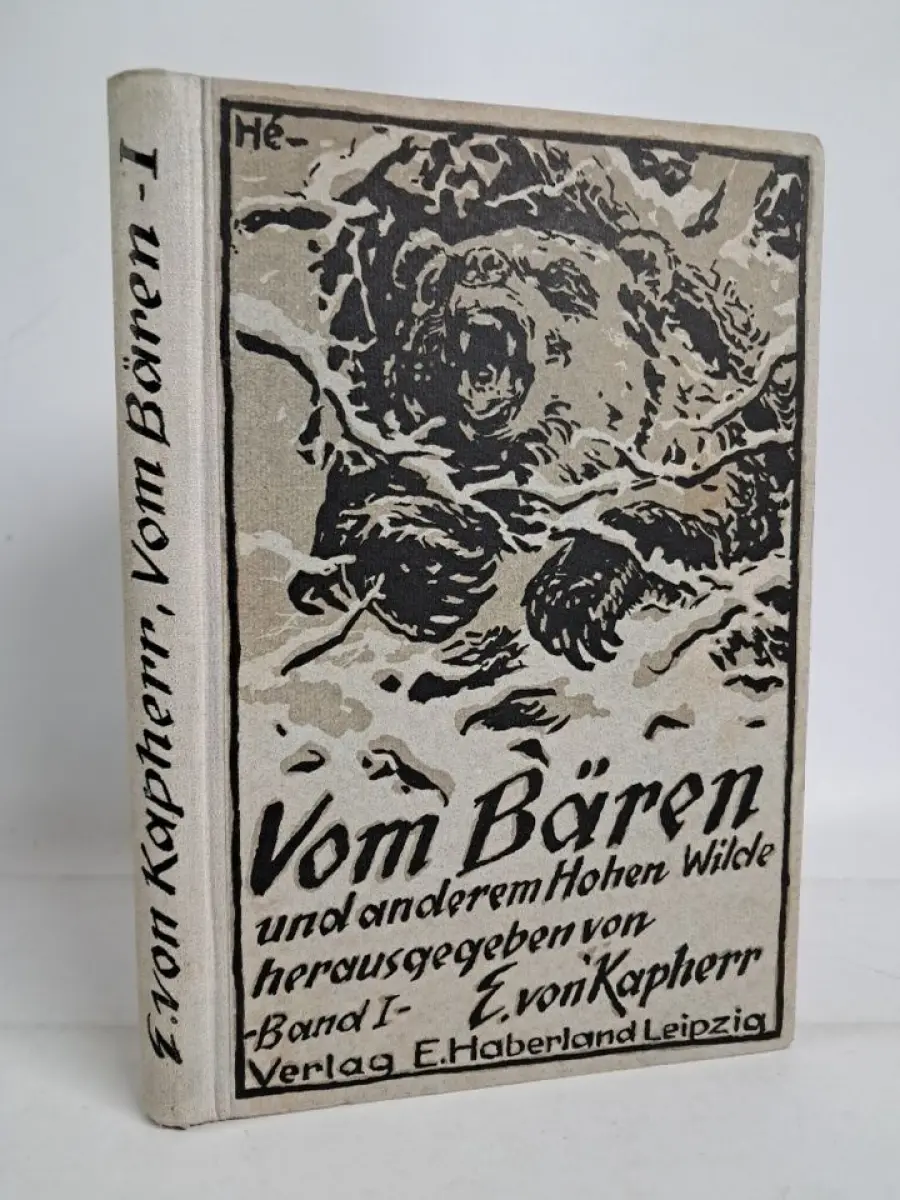 E. von Kapherr, Vom Bären - I
Hé-
Vom Bären
und anderem Hohen Wilde
herausgegeben von
E. von Kapherr
-Band I-
Verlag E. Haberland Leipzig